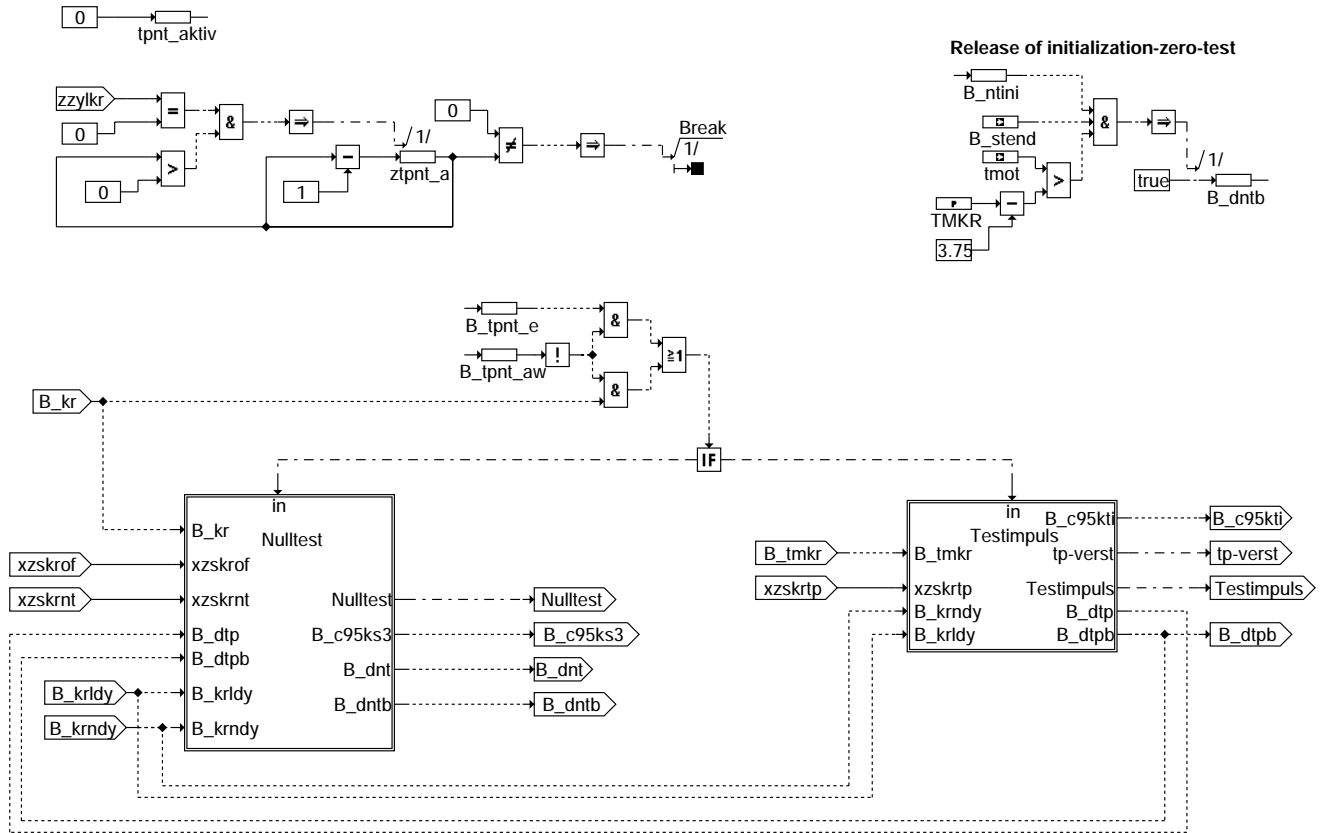 0
tpnt_aktiv
Release of initialization-zero-test
zzylkr
=
0
&
⇒
/1/
0
≠
⇒
Break
1/
>
0
-
1
ztpnt_a
B_ntini
B_stend
&
⇒
/1/
tmot
>
true
B_dntb
P
TMKR
-
3.75
B_tpnt_e
&
B_tpnt_aw
!
≧1
&
B_kr
IF
in
B_kr
Nulltest
xzskrof
xzskrof
xzskrnt
xzskrnt
Nulltest
Nulltest
B_dtp
B_c95ks3
B_c95ks3
B_dtpb
B_dnt
B_dnt
B_krldy
B_krldy
B_dntb
B_dntb
B_krndy
B_krndy
in
B_c95kti
B_c95kti
Testimpuls
B_tmkr
B_tmkr
tp-verst
tp-verst
xzskrtp
xzskrtp
Testimpuls
Testimpuls
B_krndy
B_dtp
B_krldy
B_dtpb
B_dtpb